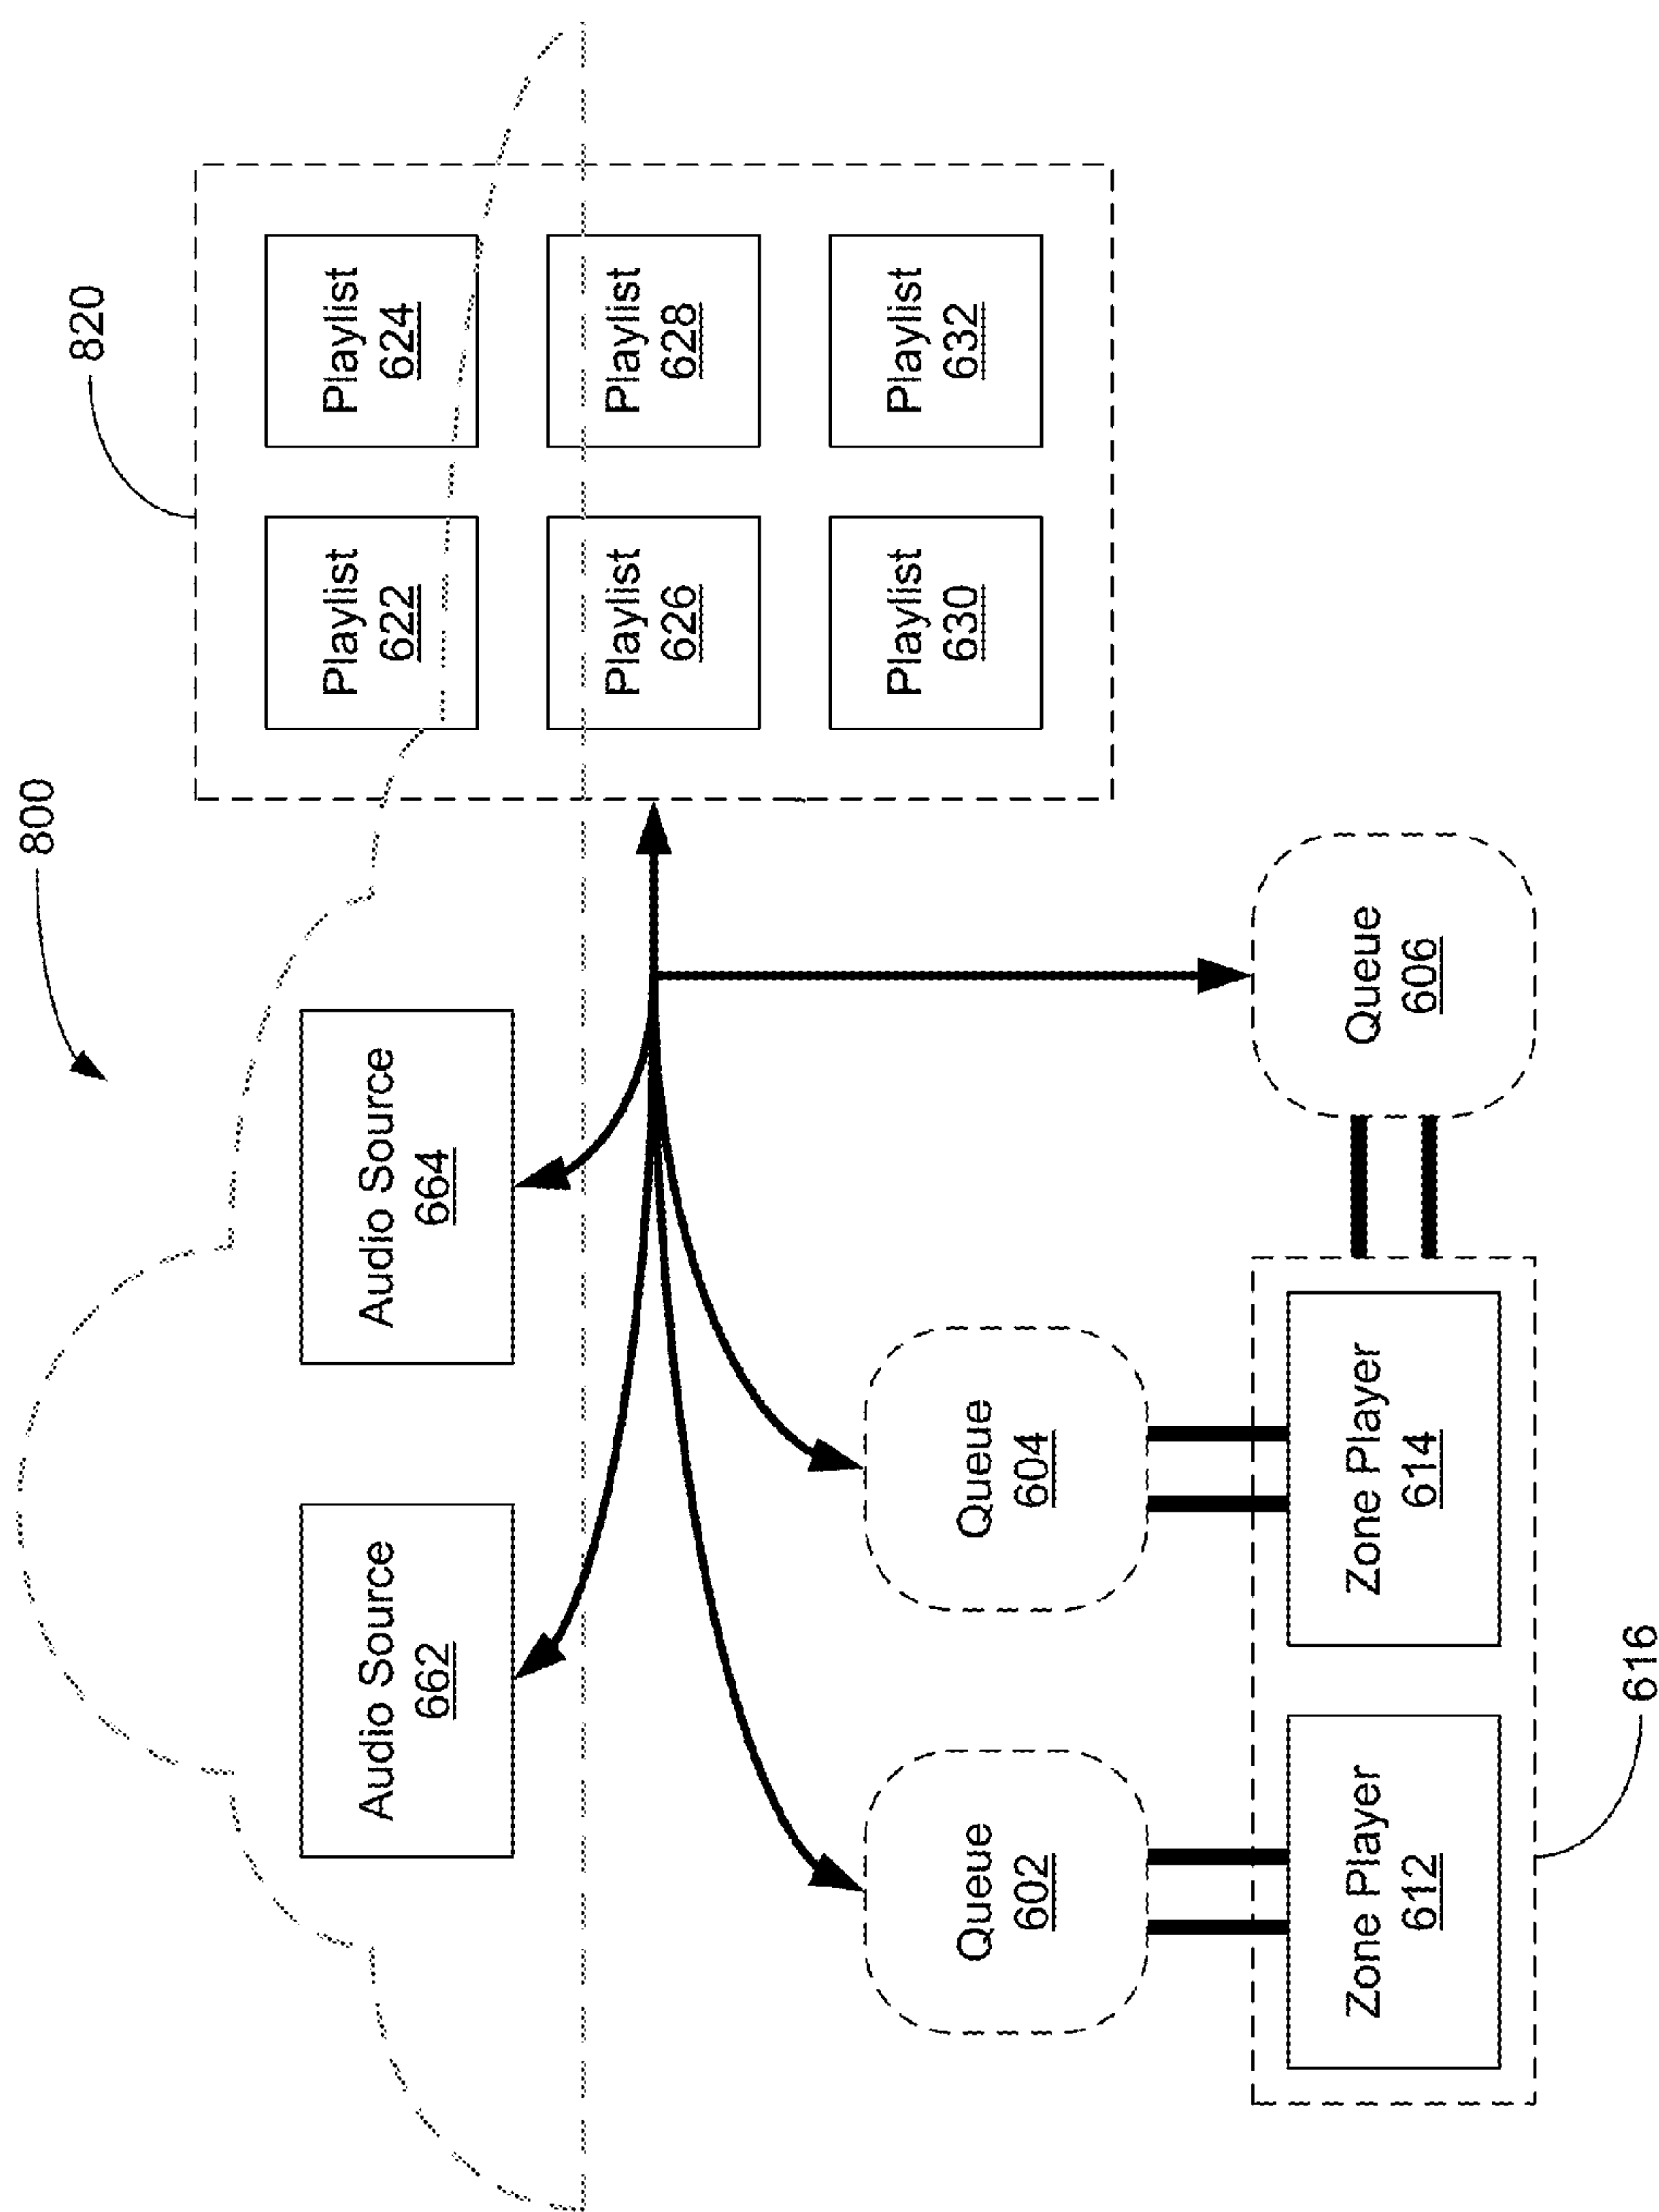 800
820
Audio Source
662
Audio Source
664
Playlist
622
Playlist
624
Playlist
626
Playlist
628
Playlist
630
Playlist
632
Queue
602
Queue
604
Queue
606
Zone Player
612
Zone Player
614
616